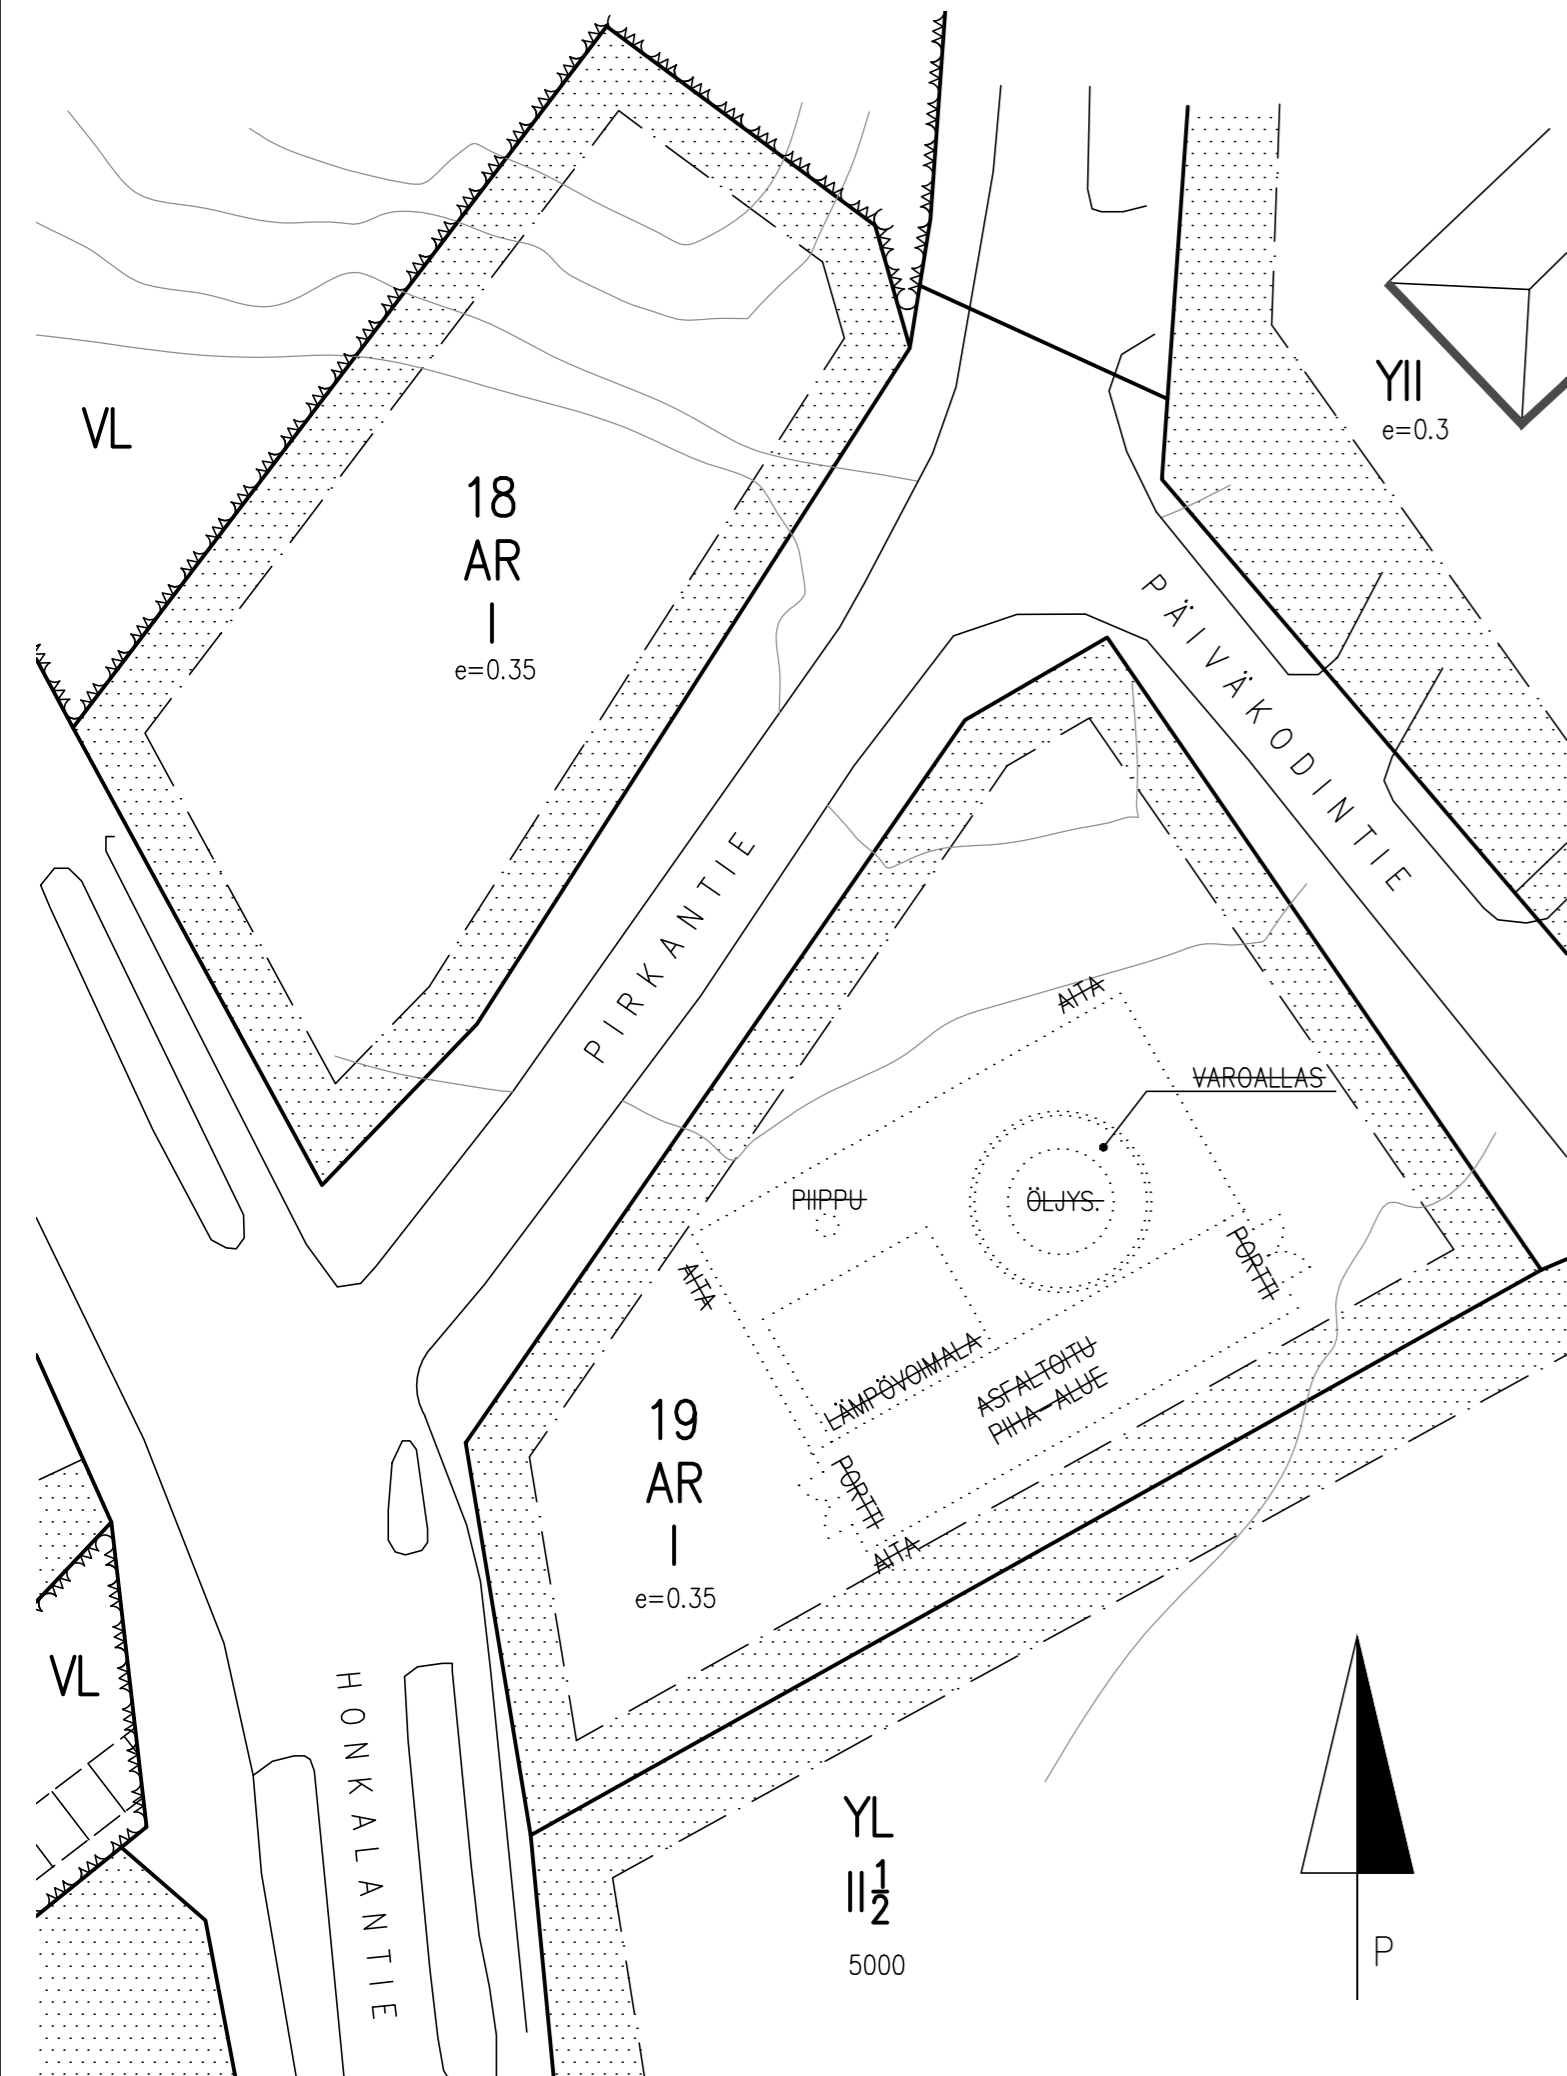 YII
e=0.3
VL
18
AR
I
e=0.35
PÄIVÄKODINTIE
PIRKANTIE
AITA
VAROALLAS
PIIPPU
ÖLJYS.
PORTTI
AITA
LÄMPÖVOIMALA
ASFALTOITU
PIHA-ALUE
19
AR
I
e=0.35
PORTTI
AITA
VL
HONKALANTIE
YL
II½
5000
P